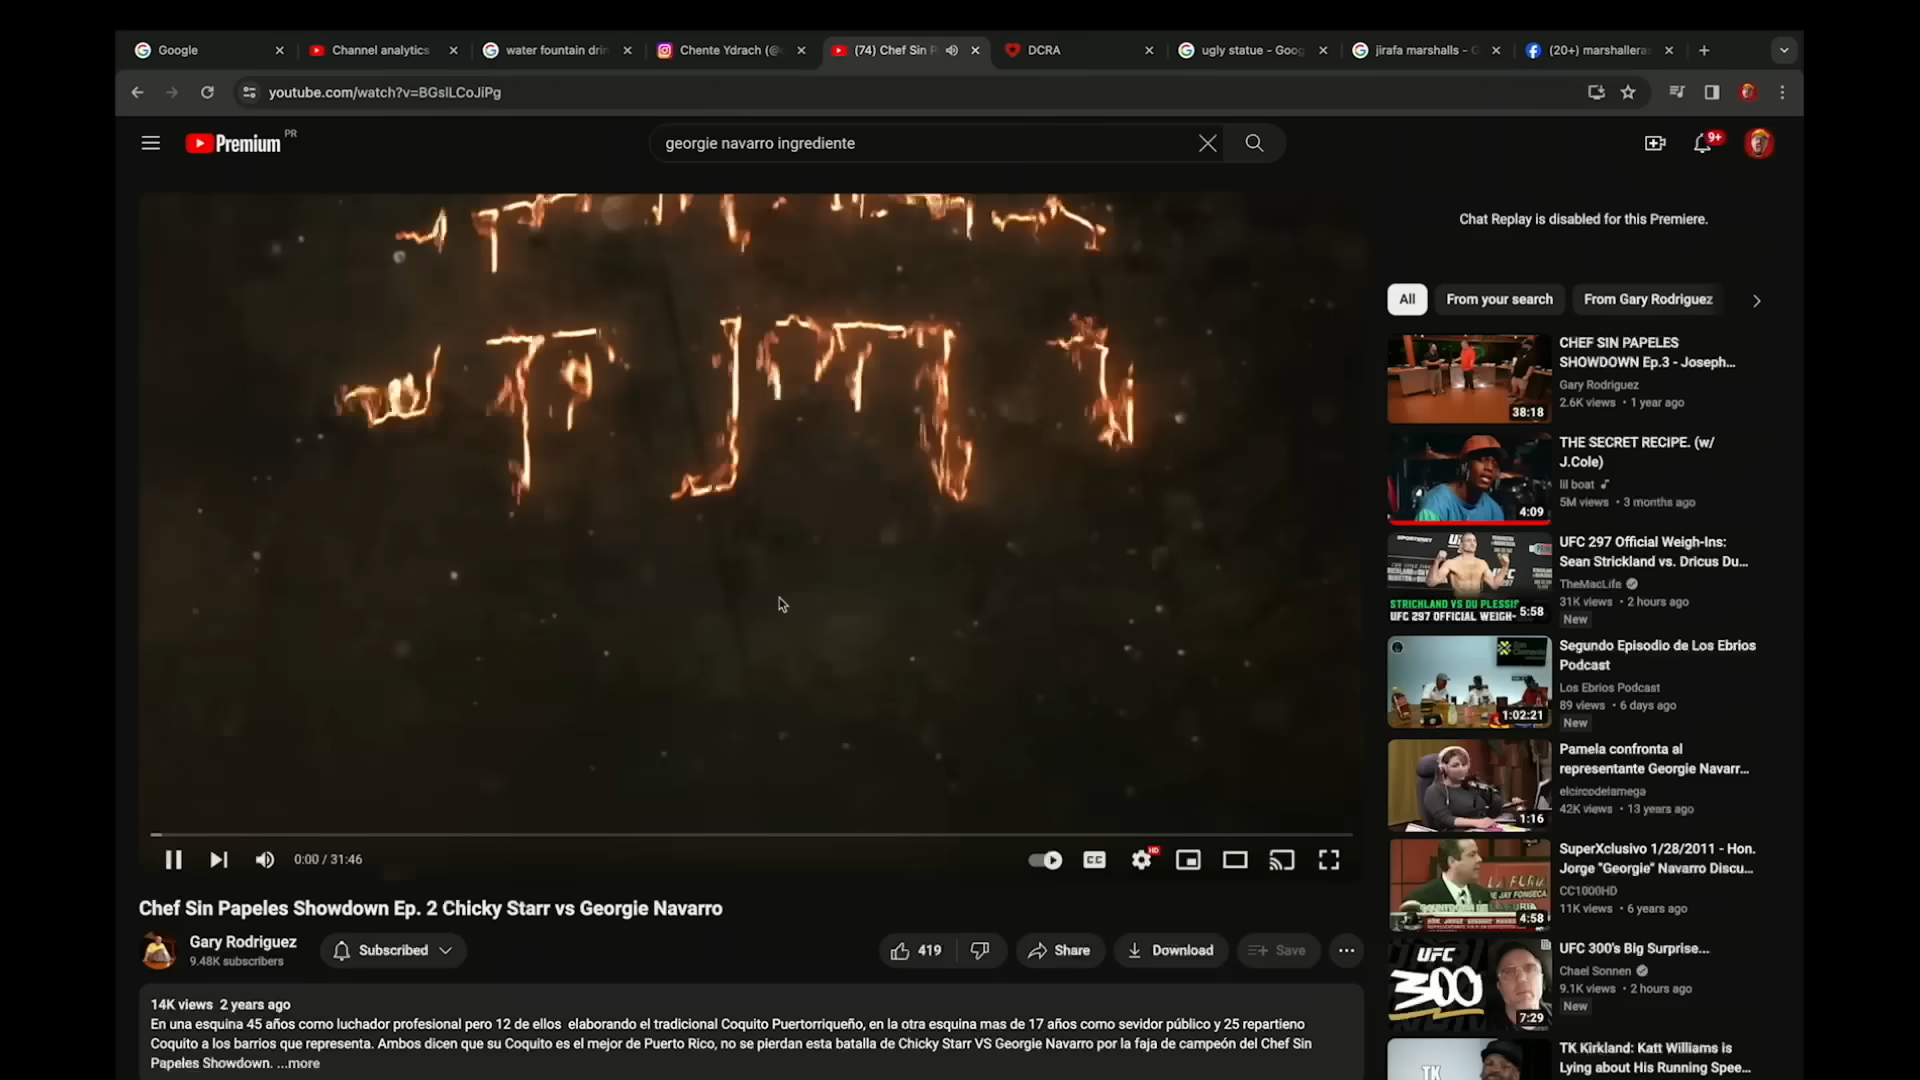 Google
Channel analytics
water fountain drin
Chente Ydrach (@
(74) Chef Sin P
DCRA
ugly statue - Goog
jirafa marshalls - G
(20+) marshallera
youtube.com/watch?v=BGslLCoJiPg
Premium PR
georgie navarro ingrediente
9+
Chat Replay is disabled for this Premiere.
All
From your search
From Gary Rodriguez
CHEF SIN PAPELES
SHOWDOWN Ep.3 - Joseph...
Gary Rodriguez
2.6K views • 1 year ago
38:18
THE SECRET RECIPE. (w/
J.Cole)
lil boat
5M views • 3 months ago
4:09
UFC 297 Official Weigh-Ins:
Sean Strickland vs. Dricus Du...
TheMacLife
31K views • 2 hours ago
New
STRICKLAND VS DU PLESSIS
UFC 297 OFFICIAL WEIGH-
5:58
Segundo Episodio de Los Ebrios
Podcast
Los Ebrios Podcast
89 views • 6 days ago
New
1:02:21
Pamela confronta al
representante Georgie Navarr...
elcircodelamega
42K views • 13 years ago
1:16
SuperXclusivo 1/28/2011 - Hon.
Jorge "Georgie" Navarro Discu...
CC1000HD
11K views • 6 years ago
4:58
UFC 300's Big Surprise...
Chael Sonnen
9.1K views • 2 hours ago
New
UFC
300
7:29
TK Kirkland: Katt Williams is
Lying about His Running Spee...
TK
0:00 / 31:46
CC
HD
Chef Sin Papeles Showdown Ep. 2 Chicky Starr vs Georgie Navarro
Gary Rodriguez
9.48K subscribers
Subscribed
419
Share
Download
Save
14K views 2 years ago
En una esquina 45 años como luchador profesional pero 12 de ellos elaborando el tradicional Coquito Puertorriqueño, en la otra esquina mas de 17 años como sevidor público y 25 repartieno
Coquito a los barrios que representa. Ambos dicen que su Coquito es el mejor de Puerto Rico, no se pierdan esta batalla de Chicky Starr VS Georgie Navarro por la faja de campeón del Chef Sin
Papeles Showdown. ...more